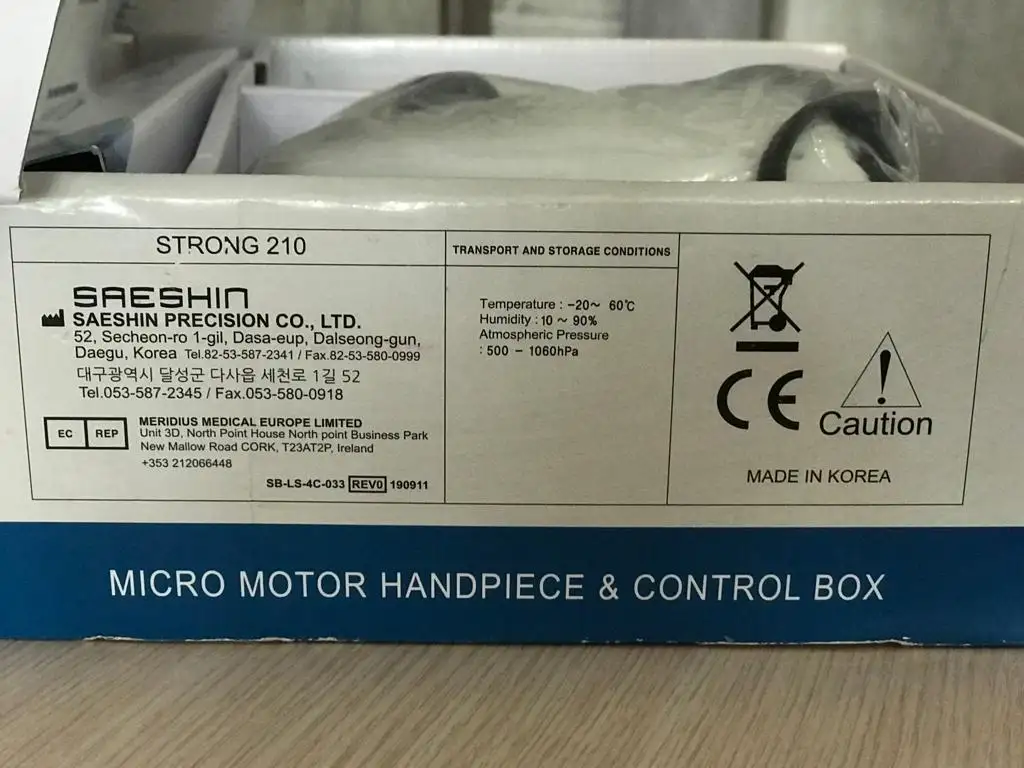 STRONG 210
SAESHIN
SAESHIN PRECISION CO., LTD.
52, Secheon-ro 1-gil, Dasa-eup, Dalseong-gun,
Daegu, Korea Tel.82-53-587-2341 / Fax.82-53-580-0999
대구광역시 달성군 다사읍 세천로 1길 52
Tel.053-587-2345 / Fax.053-580-0918
EC REP
MERIDIUS MEDICAL EUROPE LIMITED
Unit 3D, North Point House North point Business Park
New Mallow Road CORK, T23AT2P, Ireland
+353 212066448
SB-LS-4C-033 REV0 190911
TRANSPORT AND STORAGE CONDITIONS
Temperature : -20~ 60℃
Humidity : 10 ~ 90%
Atmospheric Pressure
: 500 - 1060hPa
CE
!
Caution
MADE IN KOREA
MICRO MOTOR HANDPIECE & CONTROL BOX